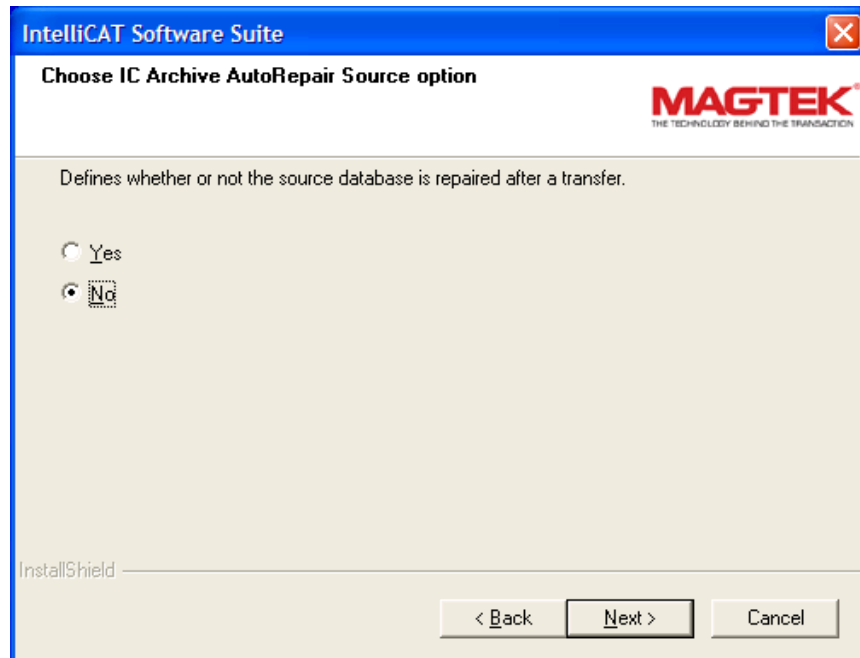 IntelliCAT Software Suite
Choose IC Archive AutoRepair Source option
MAGTEK®
THE TECHNOLOGY BEHIND THE TRANSACTION
Defines whether or not the source database is repaired after a transfer.
Yes
No
InstallShield
< Back Next > Cancel